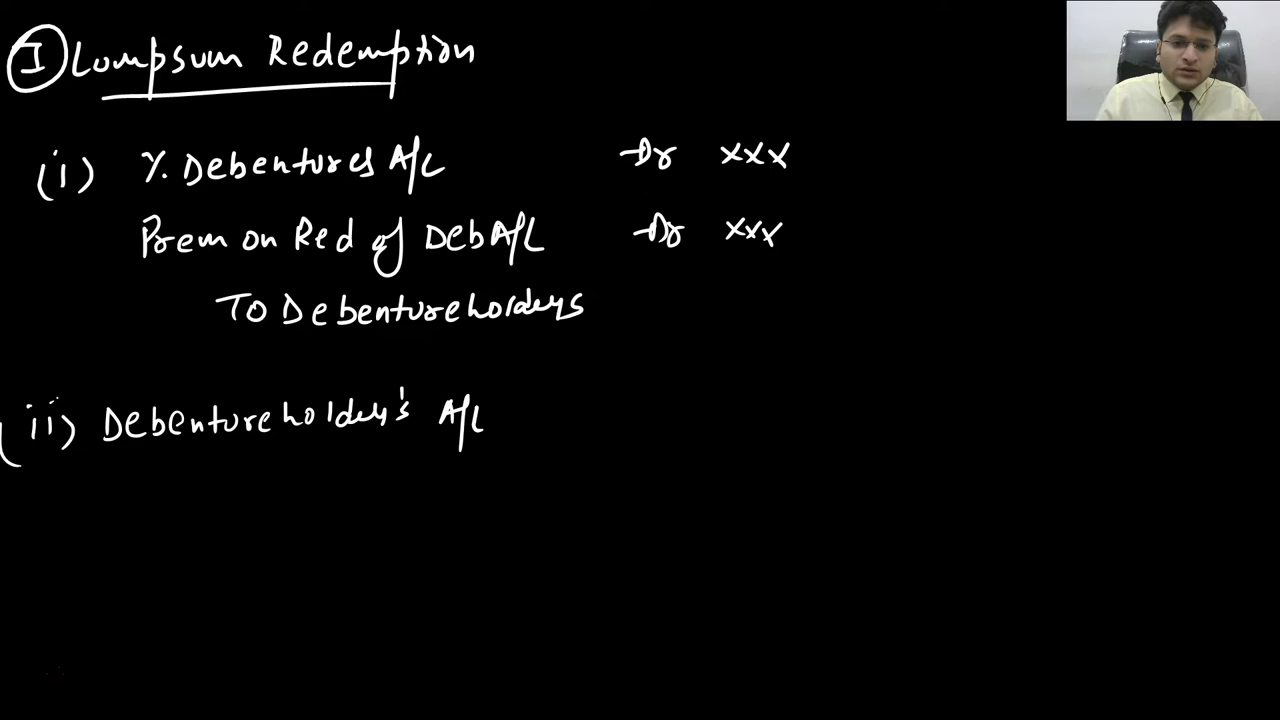 I Lumpsum Redemption
(i) % Debentures A/c Dr xxx
Prem on Red of Deb A/c Dr xxx
To Debentureholders
(ii) Debentureholder's A/c